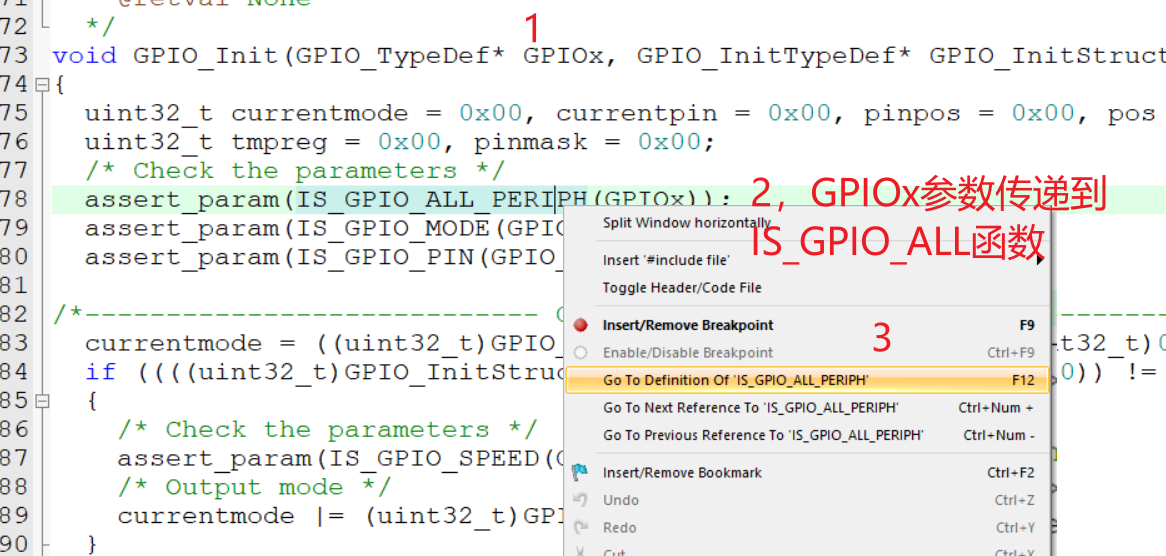 72 */
1
73 void GPIO_Init(GPIO_TypeDef* GPIOx, GPIO_InitTypeDef* GPIO_InitStruct
74 {
75 uint32_t currentmode = 0x00, currentpin = 0x00, pinpos = 0x00, pos
76 uint32_t tmpreg = 0x00, pinmask = 0x00;
77 /* Check the parameters */
78 assert_param(IS_GPIO_ALL_PERIPH(GPIOx));
2，GPIOx参数传递到
IS_GPIO_ALL函数
79 assert_param(IS_GPIO_MODE(GPIO
80 assert_param(IS_GPIO_PIN(GPIO_
81
82 /*----------------------------
83 currentmode = ((uint32_t)GPIO_
84 if ((((uint32_t)GPIO_InitStruc
0)) !=
85 {
86 /* Check the parameters */
87 assert_param(IS_GPIO_SPEED(
88 /* Output mode */
89 currentmode |= (uint32_t)GPI
90 }
Split Window horizontally
Insert '#include file'
Toggle Header/Code File
Insert/Remove Breakpoint F9
3
Enable/Disable Breakpoint Ctrl+F9
Go To Definition Of 'IS_GPIO_ALL_PERIPH' F12
Go To Next Reference To 'IS_GPIO_ALL_PERIPH' Ctrl+Num +
Go To Previous Reference To 'IS_GPIO_ALL_PERIPH' Ctrl+Num -
Insert/Remove Bookmark Ctrl+F2
Undo Ctrl+Z
Redo Ctrl+Y
Cut Ctrl+X